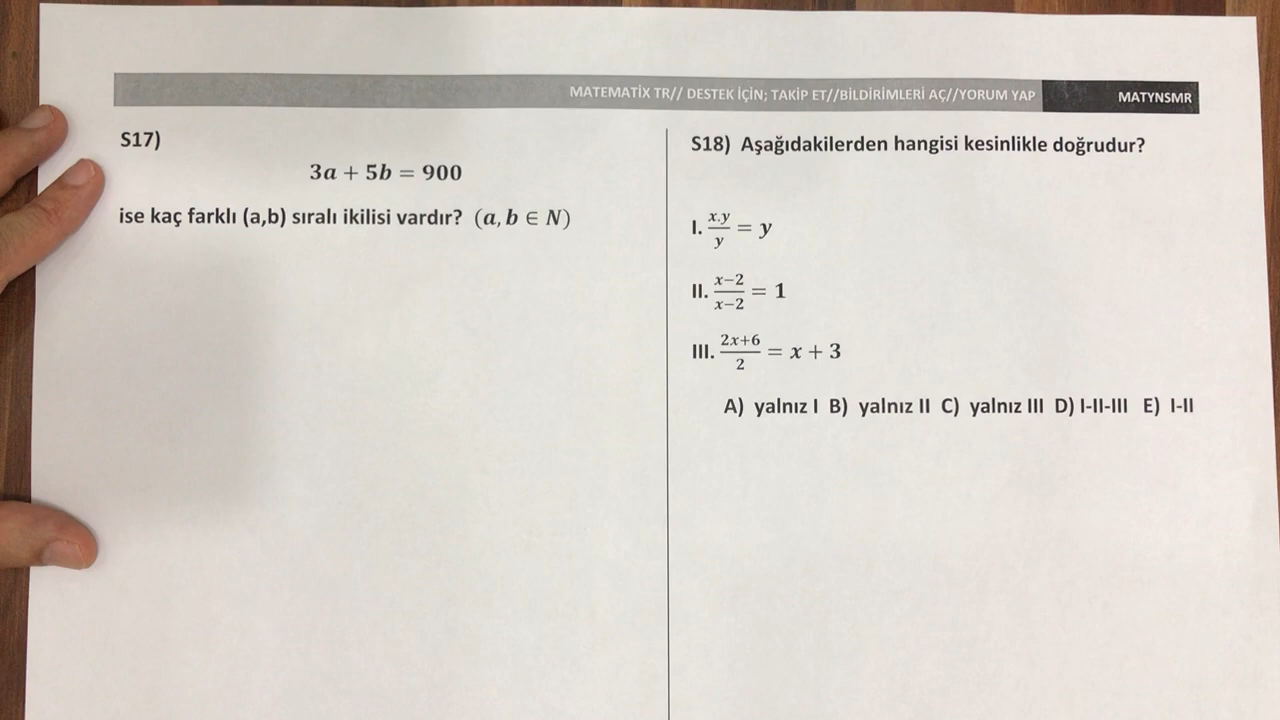 MATEMATİX TR// DESTEK İÇİN; TAKİP ET//BİLDİRİMLERİ AÇ//YORUM YAP MATYNSMR
S17)
3a + 5b = 900
ise kaç farklı (a,b) sıralı ikilisi vardır? (a, b ∈ N)
S18) Aşağıdakilerden hangisi kesinlikle doğrudur?
I. x.y/y = y
II. x−2/x−2 = 1
III. 2x+6/2 = x + 3
A) yalnız I B) yalnız II C) yalnız III D) I-II-III E) I-II